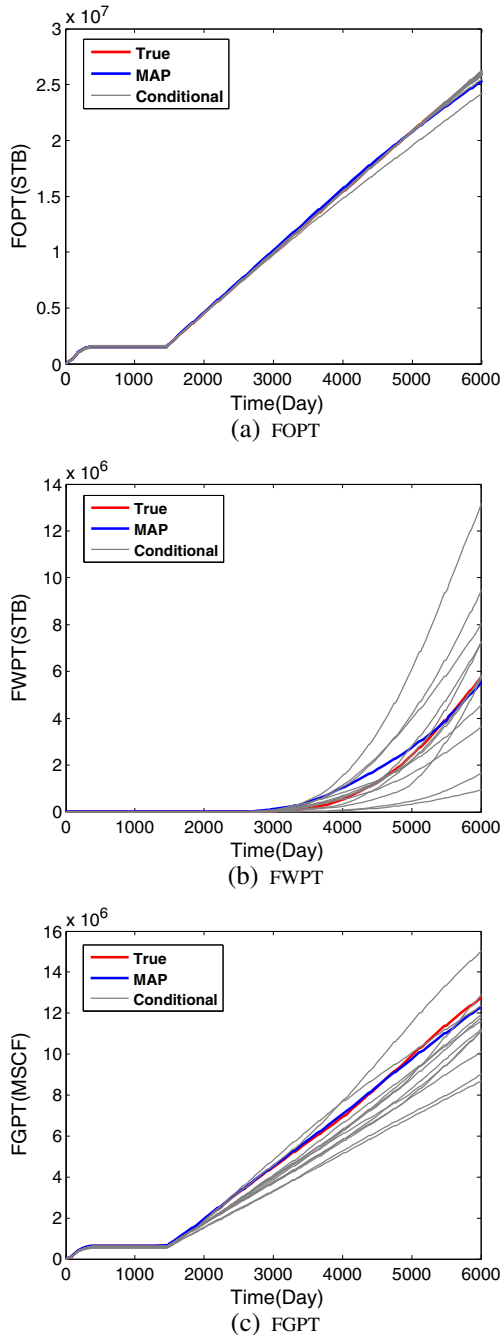 x 10^7
3
2.5
2
1.5
1
0.5
0
FOPT(STB)
True
MAP
Conditional
0 1000 2000 3000 4000 5000 6000
Time(Day)
(a) FOPT
x 10^6
14
12
10
8
6
4
2
0
FWPT(STB)
True
MAP
Conditional
0 1000 2000 3000 4000 5000 6000
Time(Day)
(b) FWPT
x 10^6
16
14
12
10
8
6
4
2
0
FGPT(MSCF)
True
MAP
Conditional
0 1000 2000 3000 4000 5000 6000
Time(Day)
(c) FGPT